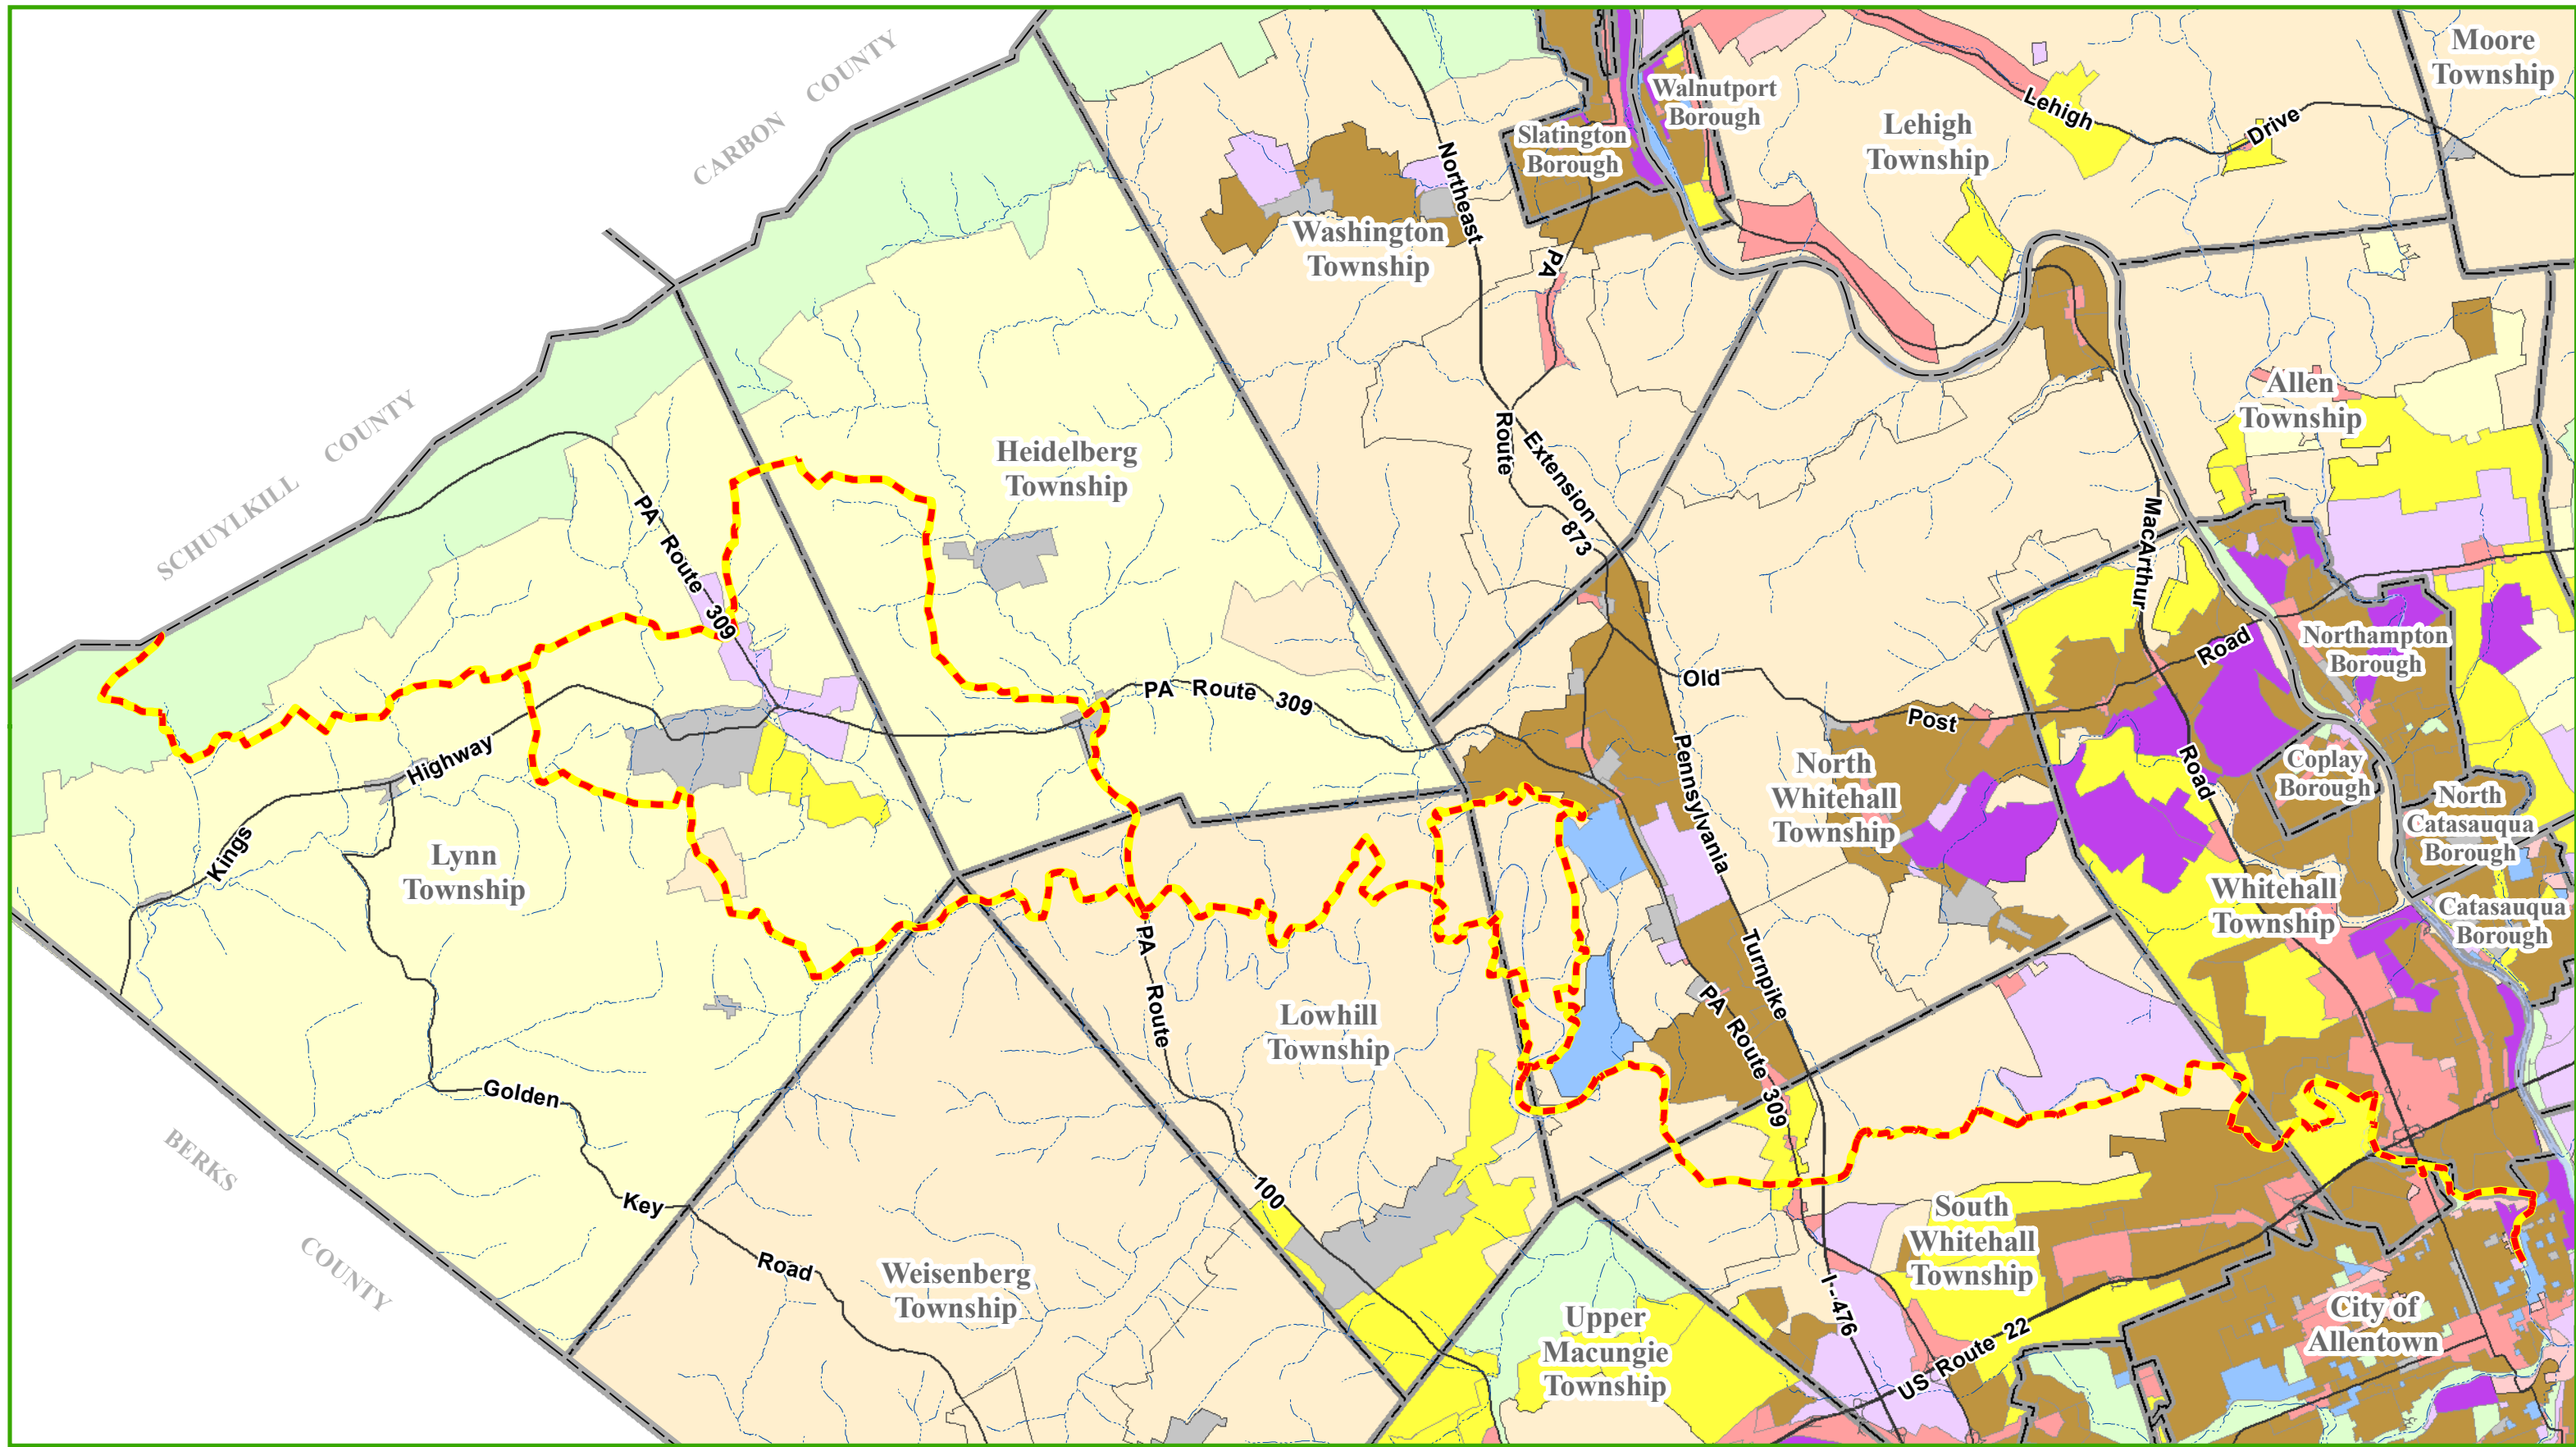 Moore
Township
CARBON COUNTY
Walnutport
Borough
Lehigh
Drive
Slatington
Borough
Lehigh
Township
Northeast
Washington
Township
PA
SCHUYLKILL COUNTY
Allen
Township
Heidelberg
Township
Route
Extension
873
PA Route 309
MacArthur
Road
Northampton
Borough
Old
Post
PA Route 309
Highway
Pennsylvania
North
Whitehall
Township
Road
Coplay
Borough
North
Catasauqua
Borough
Kings
Lynn
Township
Whitehall
Township
Catasauqua
Borough
PA
Route
Turnpike
Lowhill
Township
PA Route 309
Golden
BERKS
COUNTY
Key
100
South
Whitehall
Township
Road
Weisenberg
Township
I-476
Upper
Macungie
Township
US Route 22
City of
Allentown